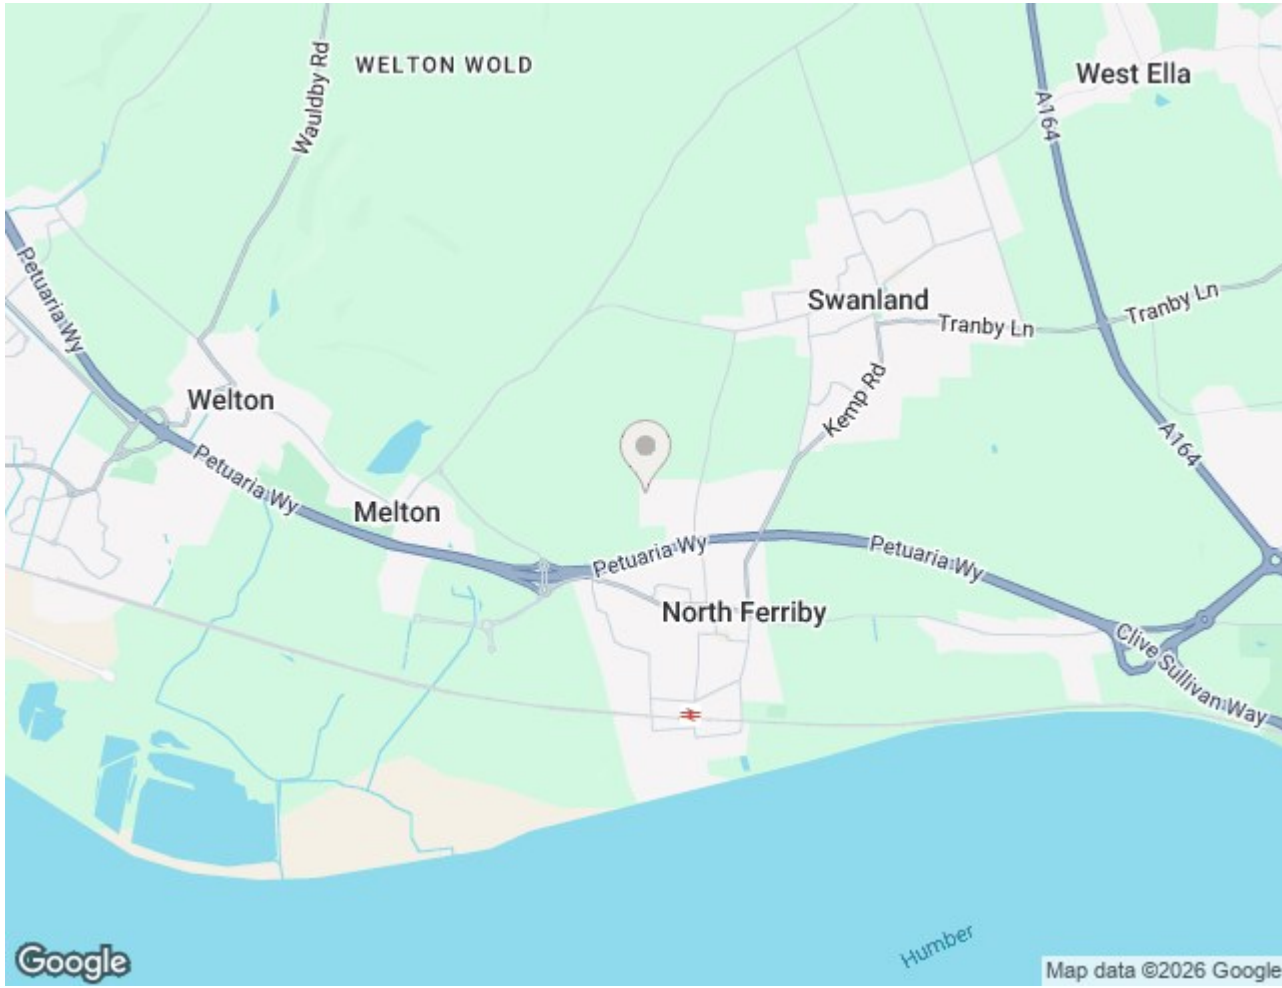 WELTON WOLD
West Ella
Wauldby Rd
A164
Petuaria Wy
Swanland
Tranby Ln
Tranby Ln
Welton
Kemp Rd
A164
Petuaria Wy
Melton
Petuaria Wy
Petuaria Wy
North Ferriby
Clive Sullivan Way
Humber
Google
Map data ©2026 Google